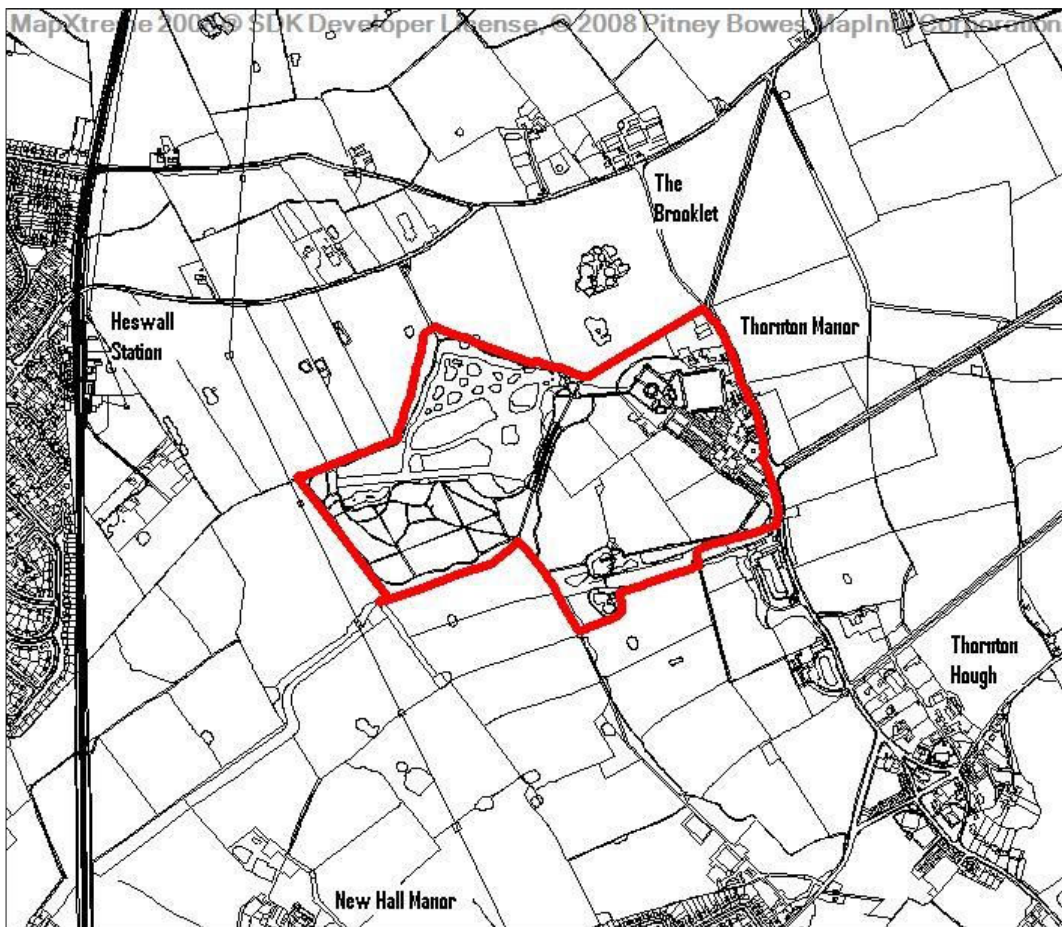 MapXtreme 2008 ® SDK Developer License, © 2008 Pitney Bowes MapInfo Corporation
The
Brooklet
Thornton Manor
Heswall
Station
Thornton
Hough
New Hall Manor